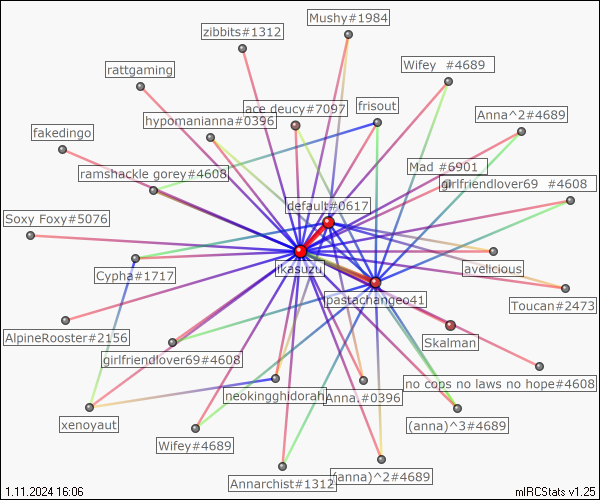 Mushy#1984
zibbits#1312
Wifey  #4689
rattgaming
ace deucy#7097
frisout
hypomanianna#0396
Anna^2#4689
fakedingo
Mad #6901
ramshackle gorey#4608
girlfriendlover69  #4608
default#0617
Soxy Foxy#5076
ikasuzu
avelicious
Cypha#1717
pastachangeo41
Toucan#2473
AlpineRooster#2156
Skalman
girlfriendlover69#4608
no cops no laws no hope#4608
neokingghidorah
Anna.#0396
xenoyaut
(anna)^3#4689
Wifey#4689
Annarchist#1312
(anna)^2#4689
1.11.2024 16:06
mIRCStats v1.25